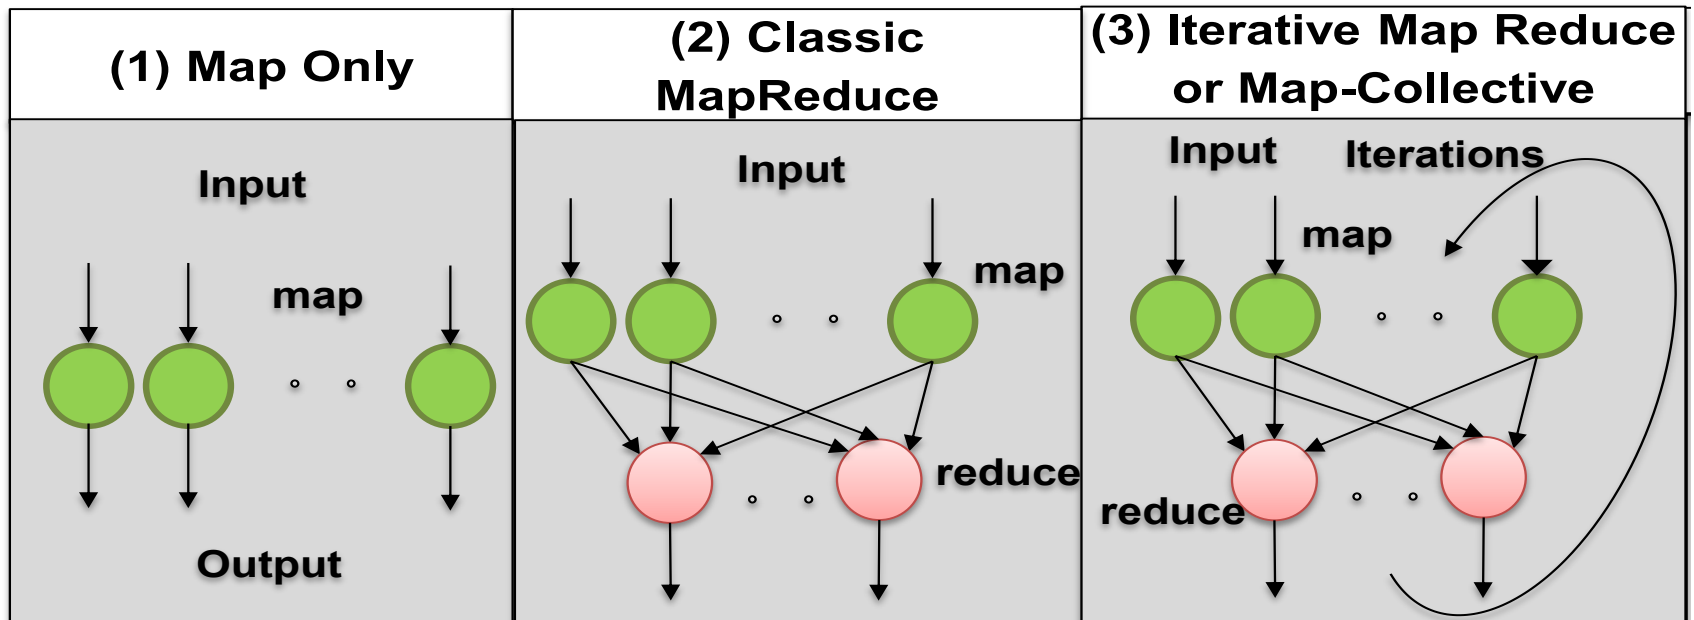 (1) Map Only
Input
map
Output
(2) Classic
MapReduce
Input
map
reduce
(3) Iterative Map Reduce
or Map-Collective
Input
Iterations
map
reduce